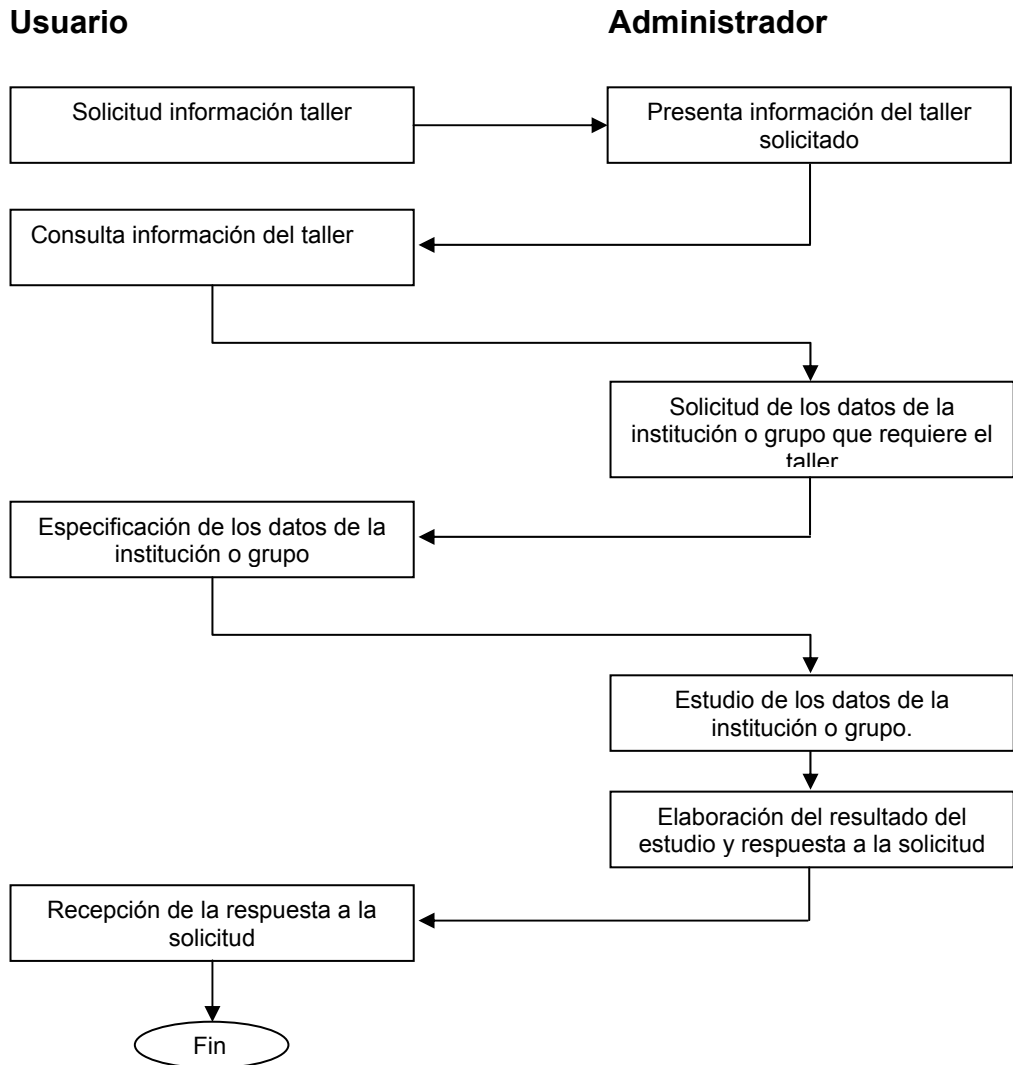 Usuario
Administrador
Solicitud información taller
Presenta información del taller
solicitado
Consulta información del taller
Solicitud de los datos de la
institución o grupo que requiere el
taller
Especificación de los datos de la
institución o grupo
Estudio de los datos de la
institución o grupo.
Elaboración del resultado del
estudio y respuesta a la solicitud
Recepción de la respuesta a la
solicitud
Fin